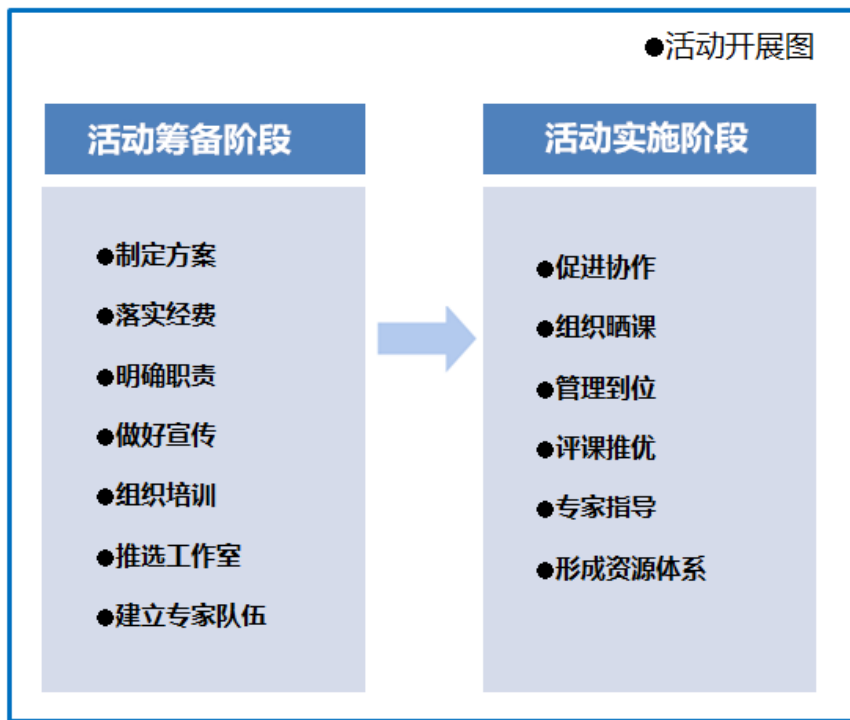 ●活动开展图
活动筹备阶段
●制定方案
●落实经费
●明确职责
●做好宣传
●组织培训
●推选工作室
●建立专家队伍
活动实施阶段
●促进协作
●组织晒课
●管理到位
●评课推优
●专家指导
●形成资源体系